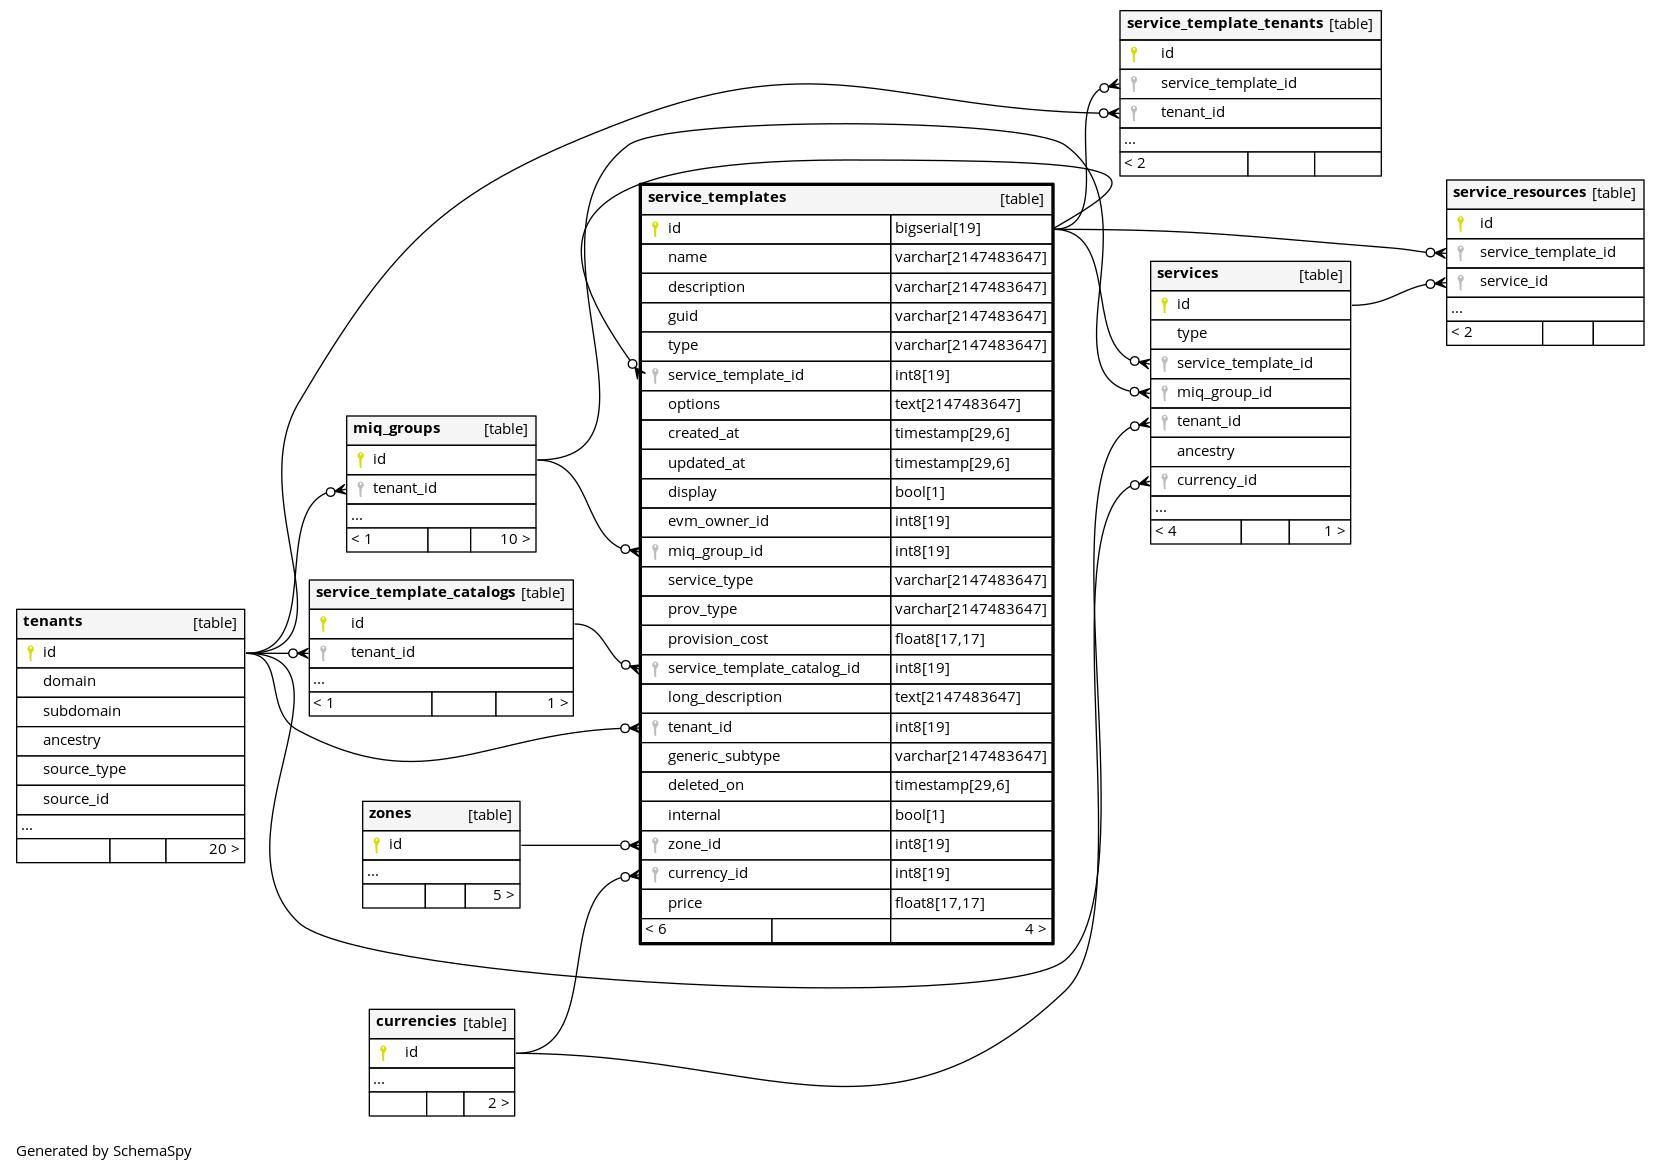 service_template_tenants [table]
id
service_template_id
tenant_id
...
< 2
service_resources [table]
id
service_template_id
service_id
...
< 2
service_templates [table]
id bigserial[19]
name varchar[2147483647]
description varchar[2147483647]
guid varchar[2147483647]
type varchar[2147483647]
service_template_id int8[19]
options text[2147483647]
created_at timestamp[29,6]
updated_at timestamp[29,6]
display bool[1]
evm_owner_id int8[19]
miq_group_id int8[19]
service_type varchar[2147483647]
prov_type varchar[2147483647]
provision_cost float8[17,17]
service_template_catalog_id int8[19]
long_description text[2147483647]
tenant_id int8[19]
generic_subtype varchar[2147483647]
deleted_on timestamp[29,6]
internal bool[1]
zone_id int8[19]
currency_id int8[19]
price float8[17,17]
< 6 4 >
services [table]
id
type
service_template_id
miq_group_id
tenant_id
ancestry
currency_id
...
< 4 1 >
miq_groups [table]
id
tenant_id
...
< 1 10 >
service_template_catalogs [table]
id
tenant_id
...
< 1 1 >
tenants [table]
id
domain
subdomain
ancestry
source_type
source_id
...
20 >
zones [table]
id
...
5 >
currencies [table]
id
...
2 >
Generated by SchemaSpy